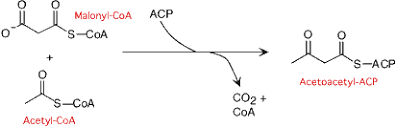 O O Malonyl-CoA ACP
O⁻ S—CoA O O
+ S—ACP
O Acetoacetyl-ACP
S—CoA CO₂ +
Acetyl-CoA CoA